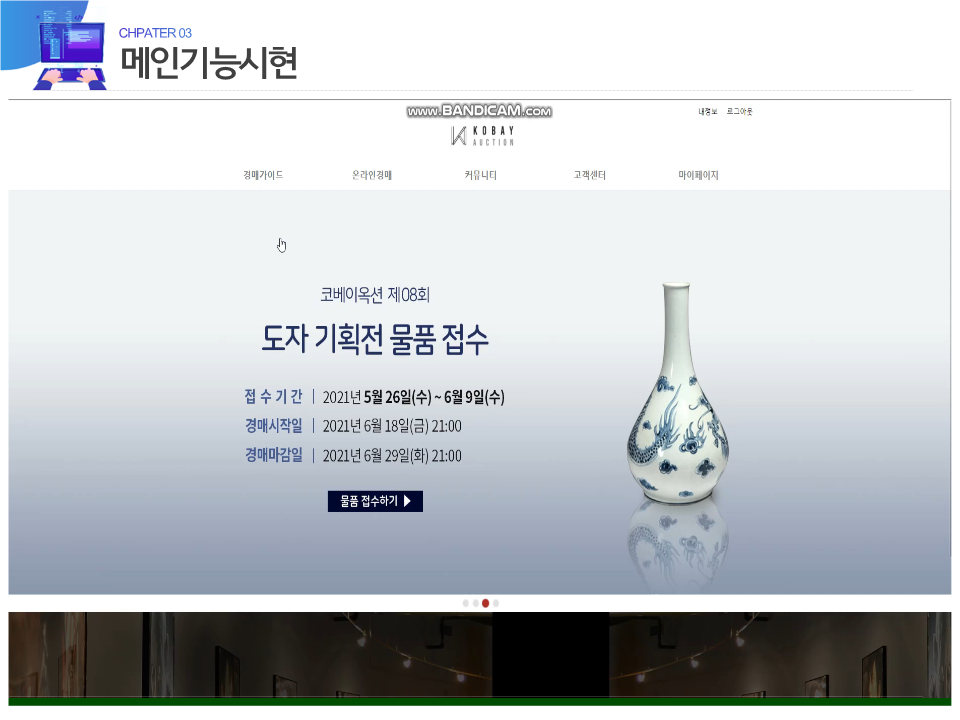 CHPATER 03
메인기능시현
www.BANDICAM.com
내정보 로그아웃
KOBAY
AUCTION
경매가이드 온라인경매 커뮤니티 고객센터 마이페이지
코베이옥션 제08회
도자 기획전 물품 접수
접수기간 | 2021년 5월 26일(수) ~ 6월 9일(수)
경매시작일 | 2021년 6월 18일(금) 21:00
경매마감일 | 2021년 6월 29일(화) 21:00
물품 접수하기